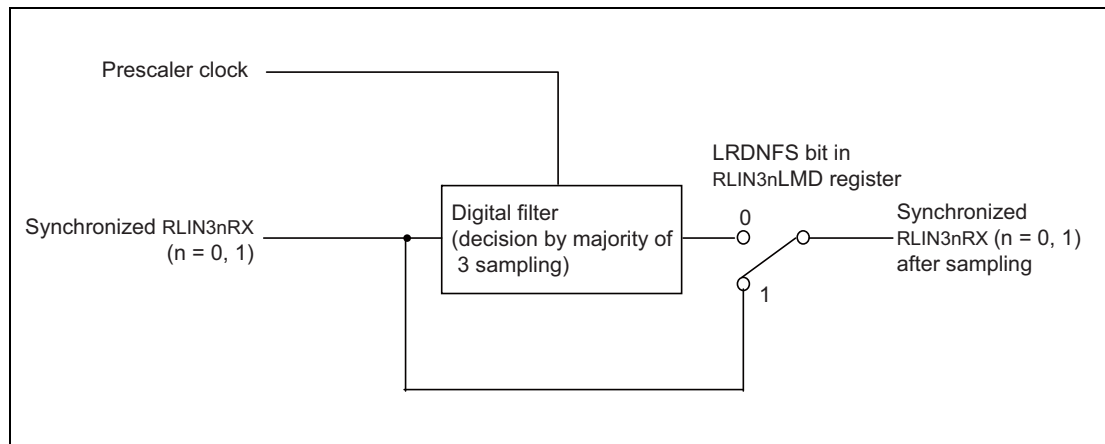 Prescaler clock
LRDNFS bit in
RLIN3nLMD register
Synchronized RLIN3nRX
(n = 0, 1)
Digital filter
(decision by majority of
3 sampling)
0
1
Synchronized
RLIN3nRX (n = 0, 1)
after sampling